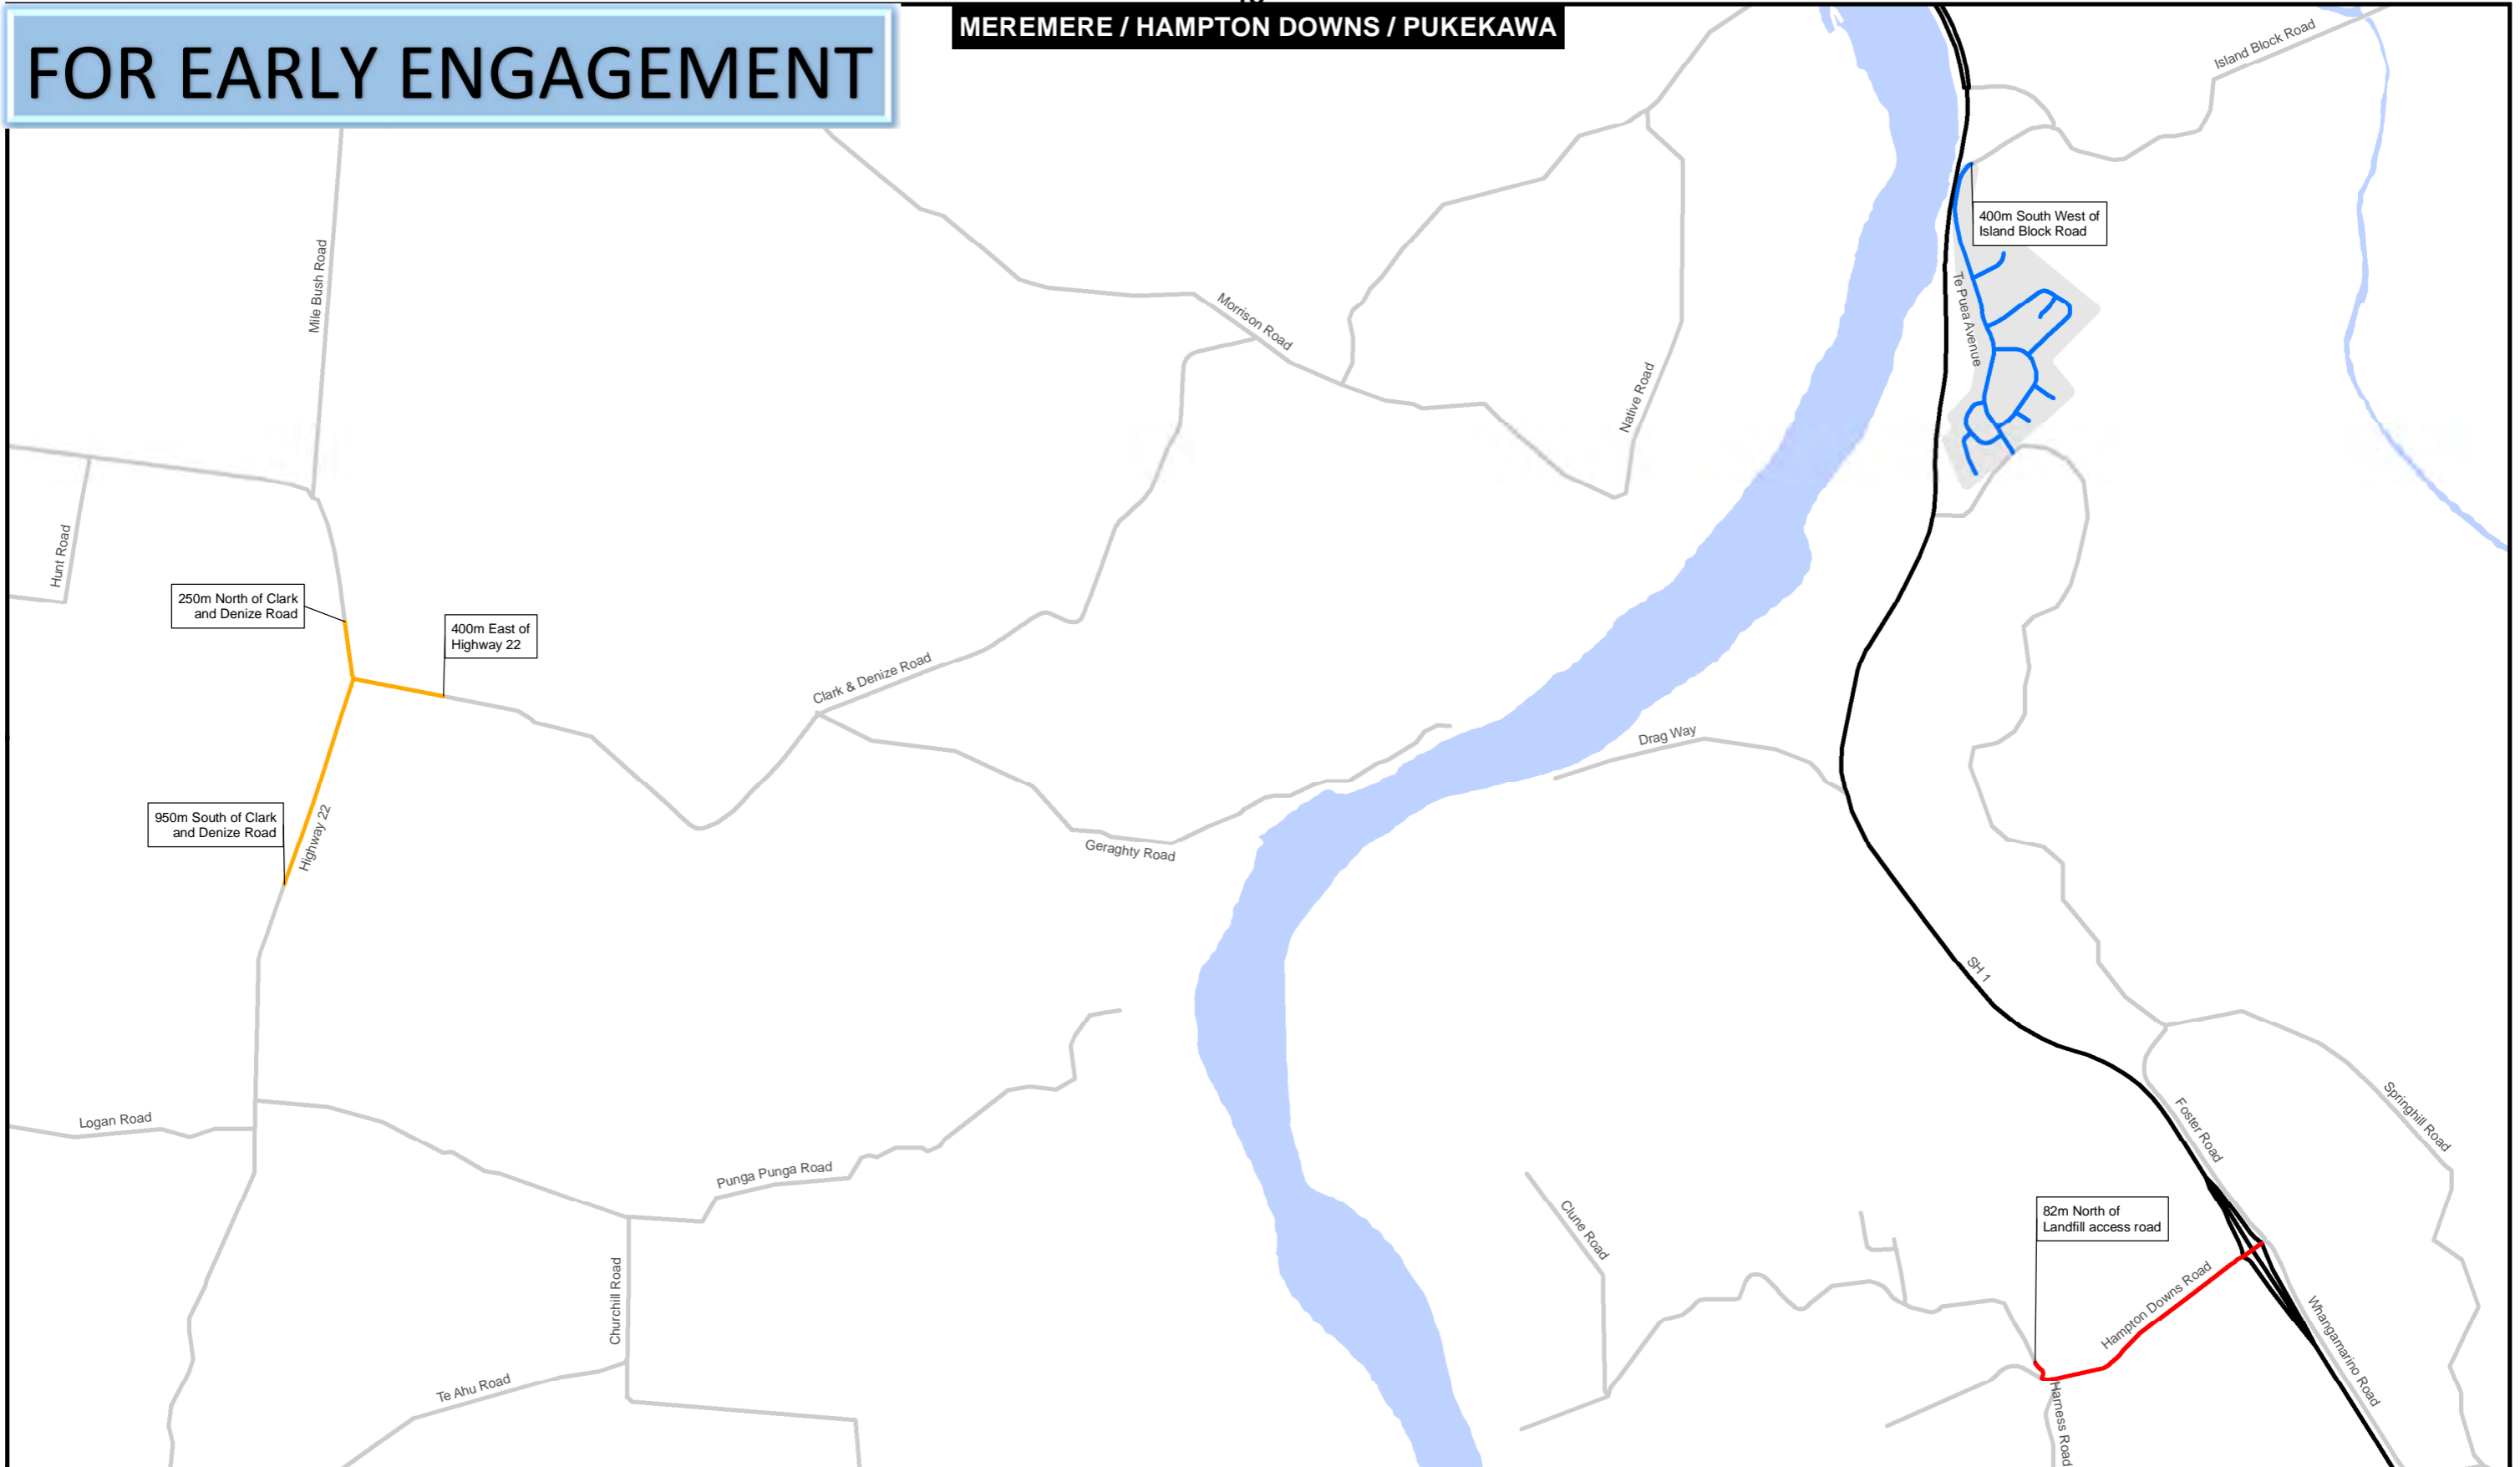 MEREMERE / HAMPTON DOWNS / PUKEKAWA
FOR EARLY ENGAGEMENT
Island Block Road
400m South West of
Island Block Road
Mile Bush Road
Te Puea Avenue
Morrison Road
Native Road
Hunt Road
250m North of Clark
and Denize Road
400m East of
Highway 22
Clark & Denize Road
Drag Way
950m South of Clark
and Denize Road
Highway 22
Geraghty Road
SH 1
Logan Road
Foster Road
Springhill Road
Punga Punga Road
82m North of
Landfill access road
Clune Road
Churchill Road
Hampton Downs Road
Whangamarino Road
Te Ahu Road
Harness Road